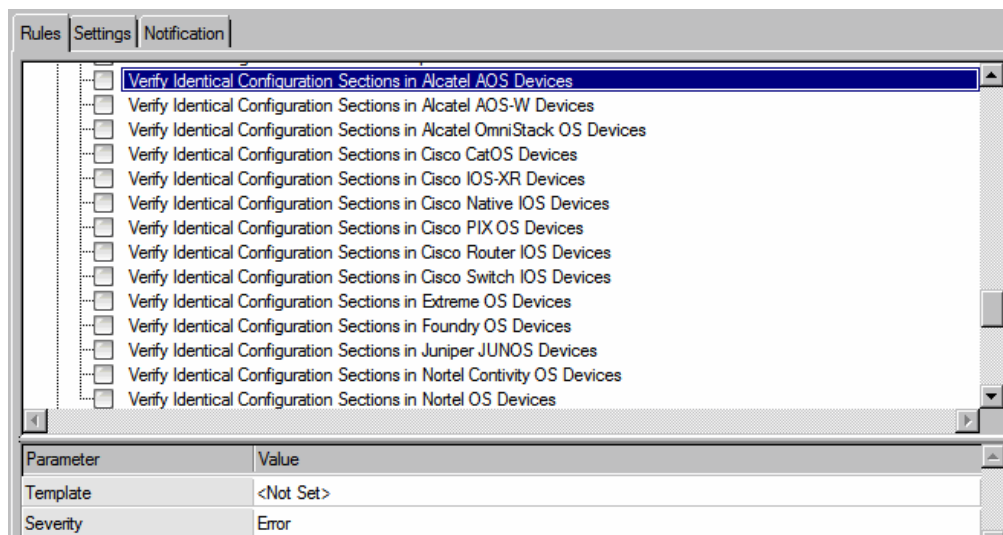 Rules Settings Notification
Verify Identical Configuration Sections in Alcatel AOS Devices
Verify Identical Configuration Sections in Alcatel AOS-W Devices
Verify Identical Configuration Sections in Alcatel OmniStack OS Devices
Verify Identical Configuration Sections in Cisco CatOS Devices
Verify Identical Configuration Sections in Cisco IOS-XR Devices
Verify Identical Configuration Sections in Cisco Native IOS Devices
Verify Identical Configuration Sections in Cisco PIX OS Devices
Verify Identical Configuration Sections in Cisco Router IOS Devices
Verify Identical Configuration Sections in Cisco Switch IOS Devices
Verify Identical Configuration Sections in Extreme OS Devices
Verify Identical Configuration Sections in Foundry OS Devices
Verify Identical Configuration Sections in Juniper JUNOS Devices
Verify Identical Configuration Sections in Nortel Contivity OS Devices
Verify Identical Configuration Sections in Nortel OS Devices
Parameter Value
Template <Not Set>
Severity Error